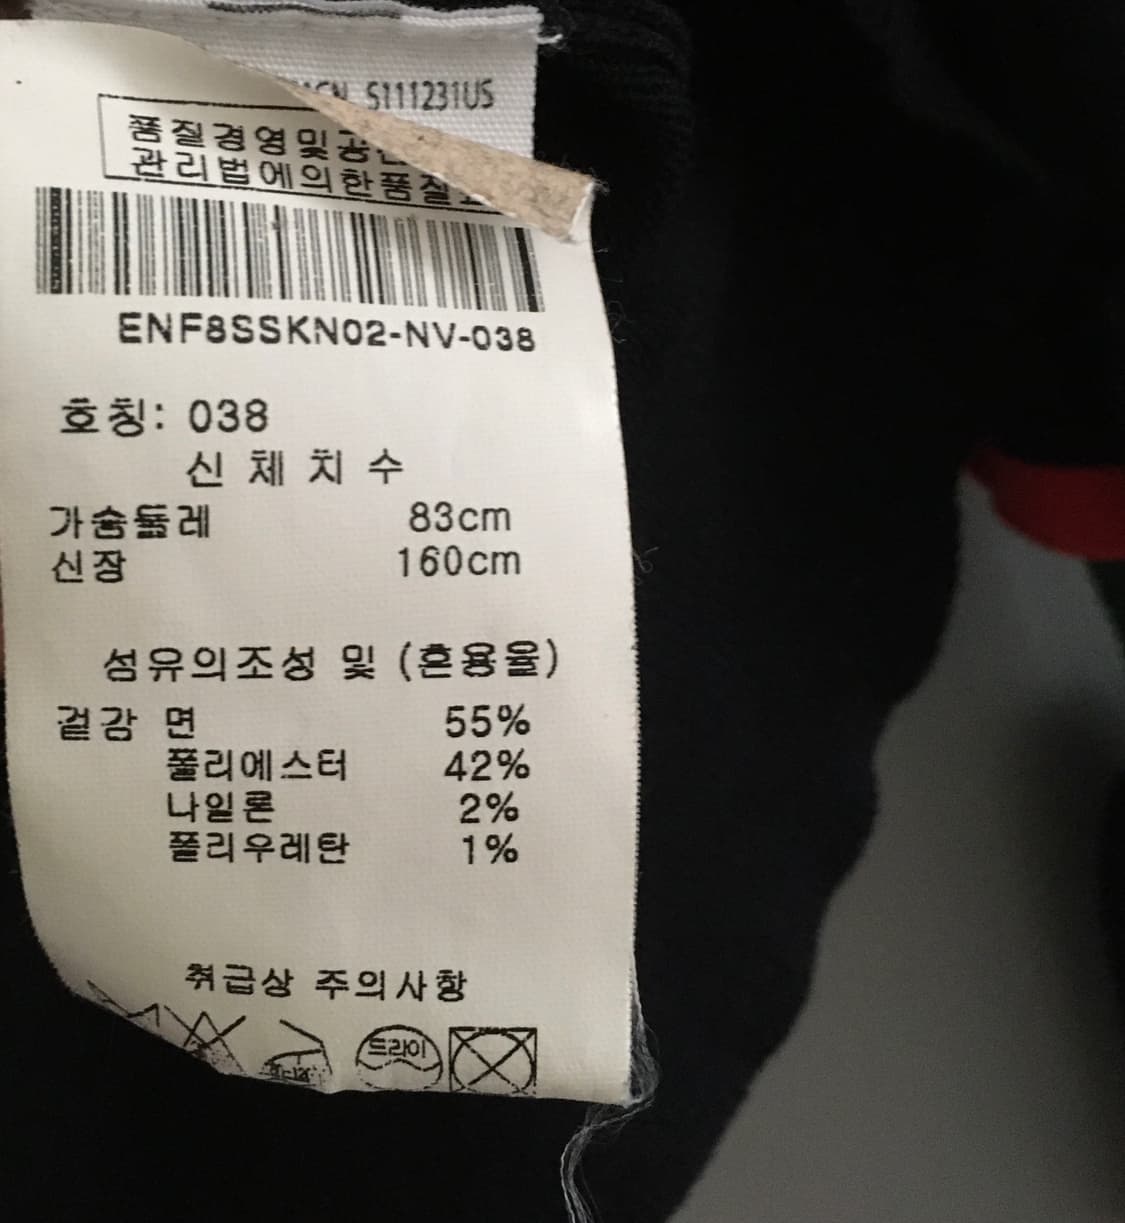 S111231US
품질경영및공
관리법에의한품질
ENF8SSKN02-NV-038
호칭: 038
신체치수
가슴둘레 83cm
신장 160cm
섬유의조성 및 (혼용율)
겉감 면 55%
폴리에스터 42%
나일론 2%
폴리우레탄 1%
취급상 주의사항
드라이